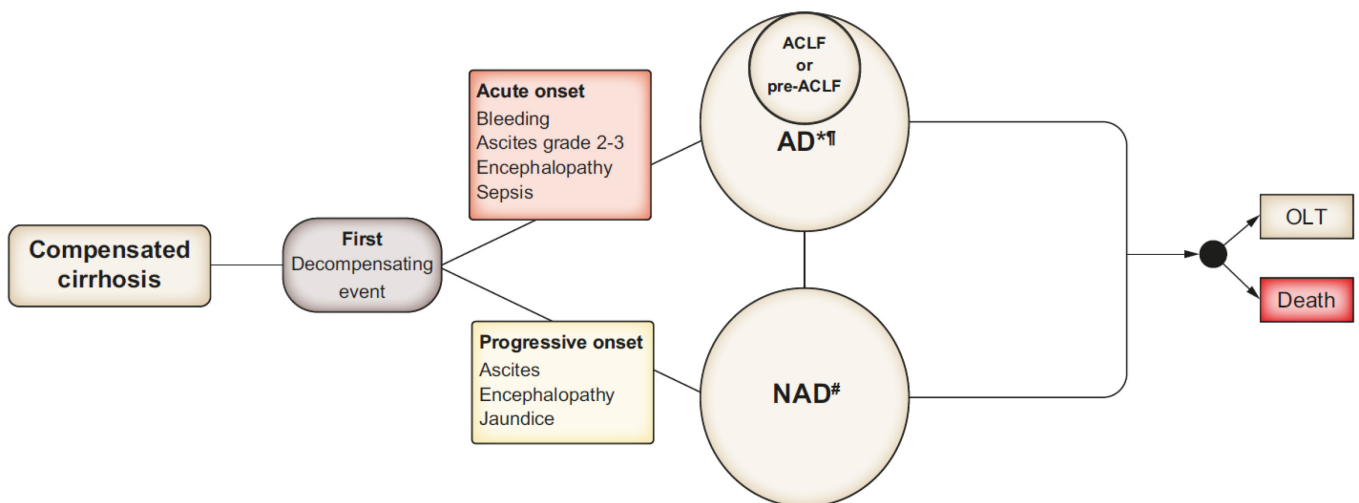 Compensated
cirrhosis
First
Decompensating
event
Acute onset
Bleeding
Ascites grade 2-3
Encephalopathy
Sepsis
Progressive onset
Ascites
Encephalopathy
Jaundice
ACLF
or
pre-ACLF
AD*¶
NAD#
OLT
Death